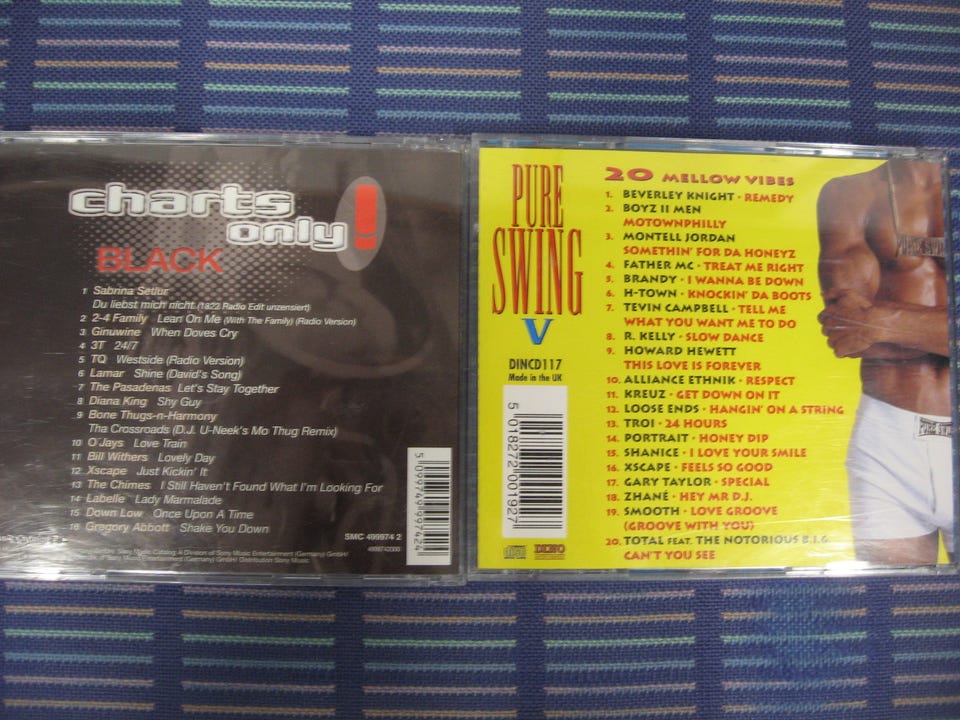 charts
only!
BLACK
1 Sabrina Setlur
Du liebst mich nicht (1822 Radio Edit unzensiert)
2 2-4 Family Lean On Me (With The Family) (Radio Version)
3 Ginuwine When Doves Cry
4 3T 24/7
5 TQ Westside (Radio Version)
6 Lamar Shine (David's Song)
7 The Pasadenas Let's Stay Together
8 Diana King Shy Guy
9 Bone Thugs-n-Harmony
Tha Crossroads (D.J. U-Neek's Mo Thug Remix)
10 O'Jays Love Train
11 Bill Withers Lovely Day
12 Xscape Just Kickin' It
13 The Chimes I Still Haven't Found What I'm Looking For
14 Labelle Lady Marmalade
15 Down Low Once Upon A Time
16 Gregory Abbott Shake You Down
SMC 499974 2
4999742000
5 099749 997424
PURE
SWING
V
DINCD117
Made in the UK
5 018272 001927
DINO
20 MELLOW VIBES
1. BEVERLEY KNIGHT · REMEDY
2. BOYZ II MEN
MOTOWNPHILLY
3. MONTELL JORDAN
SOMETHIN' FOR DA HONEYZ
4. FATHER MC · TREAT ME RIGHT
5. BRANDY · I WANNA BE DOWN
6. H-TOWN · KNOCKIN' DA BOOTS
7. TEVIN CAMPBELL · TELL ME
WHAT YOU WANT ME TO DO
8. R. KELLY · SLOW DANCE
9. HOWARD HEWETT
THIS LOVE IS FOREVER
10. ALLIANCE ETHNIK · RESPECT
11. KREUZ · GET DOWN ON IT
12. LOOSE ENDS · HANGIN' ON A STRING
13. TROI · 24 HOURS
14. PORTRAIT · HONEY DIP
15. SHANICE · I LOVE YOUR SMILE
16. XSCAPE · FEELS SO GOOD
17. GARY TAYLOR · SPECIAL
18. ZHANÉ · HEY MR D.J.
19. SMOOTH · LOVE GROOVE
(GROOVE WITH YOU)
20. TOTAL FEAT. THE NOTORIOUS B.I.G.
CAN'T YOU SEE
PURE SWING